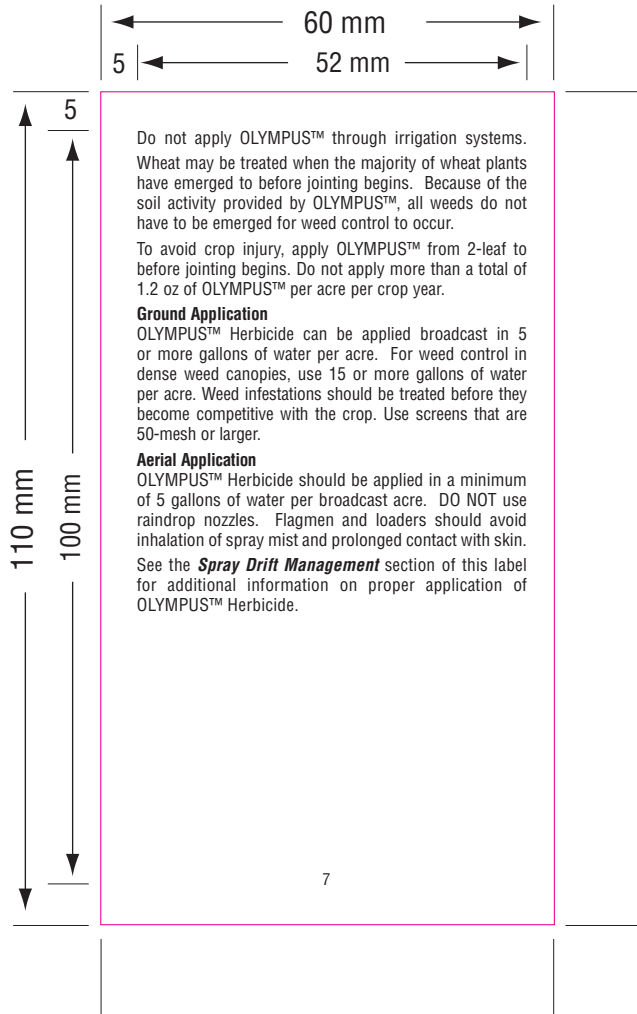 60 mm
5
52 mm
5
110 mm
100 mm
Do not apply OLYMPUS™ through irrigation systems.
Wheat may be treated when the majority of wheat plants
have emerged to before jointing begins. Because of the
soil activity provided by OLYMPUS™, all weeds do not
have to be emerged for weed control to occur.
To avoid crop injury, apply OLYMPUS™ from 2-leaf to
before jointing begins. Do not apply more than a total of
1.2 oz of OLYMPUS™ per acre per crop year.
Ground Application
OLYMPUS™ Herbicide can be applied broadcast in 5
or more gallons of water per acre. For weed control in
dense weed canopies, use 15 or more gallons of water
per acre. Weed infestations should be treated before they
become competitive with the crop. Use screens that are
50-mesh or larger.
Aerial Application
OLYMPUS™ Herbicide should be applied in a minimum
of 5 gallons of water per broadcast acre. DO NOT use
raindrop nozzles. Flagmen and loaders should avoid
inhalation of spray mist and prolonged contact with skin.
See the Spray Drift Management section of this label
for additional information on proper application of
OLYMPUS™ Herbicide.
7